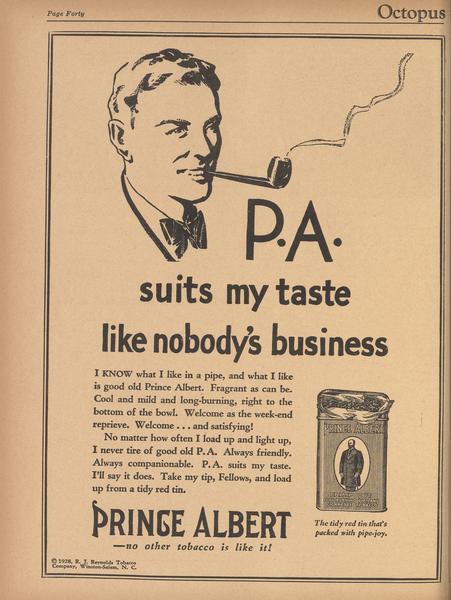 Page Forty
Octopus
P.A.
suits my taste
like nobody's business
I KNOW what I like in a pipe, and what I like
is good old Prince Albert. Fragrant as can be.
Cool and mild and long-burning, right to the
bottom of the bowl. Welcome as the week-end
reprieve. Welcome . . . and satisfying!
No matter how often I load up and light up,
I never tire of good old P.A. Always friendly.
Always companionable. P.A. suits my taste.
I'll say it does. Take my tip, Fellows, and load
up from a tidy red tin.
PRINCE ALBERT
CRIMP CUT
PRINCE ALBERT
—no other tobacco is like it!
The tidy red tin that's
packed with pipe-joy.
© 1928, R. J. Reynolds Tobacco
Company, Winston-Salem, N. C.